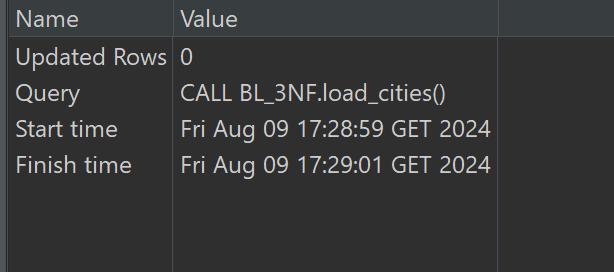 Name Value
Updated Rows 0
Query CALL BL_3NF.load_cities()
Start time Fri Aug 09 17:28:59 GET 2024
Finish time Fri Aug 09 17:29:01 GET 2024